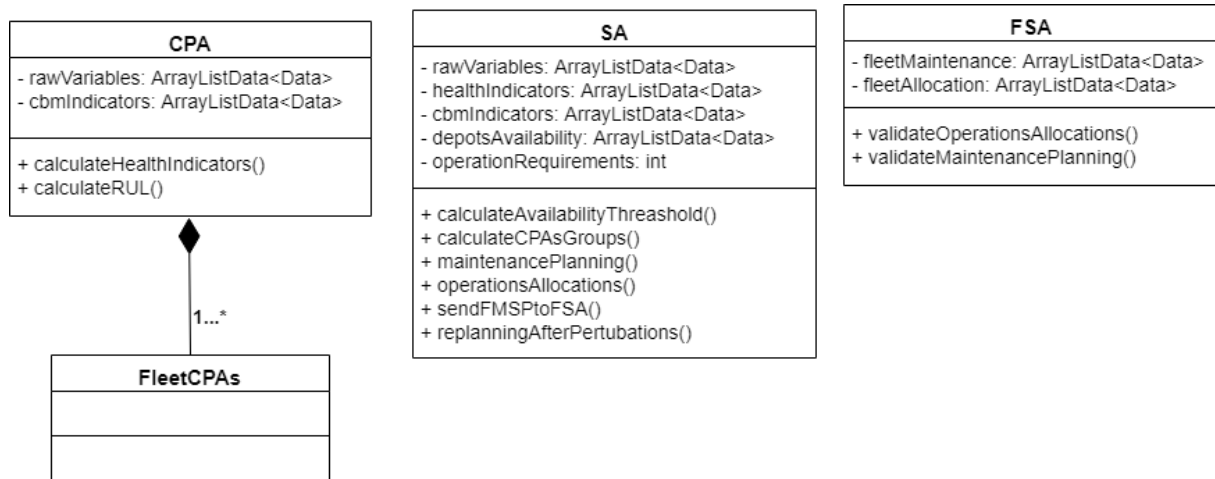 CPA
- rawVariables: ArrayListData<Data>
- cbmIndicators: ArrayListData<Data>
+ calculateHealthIndicators()
+ calculateRUL()
1...*
FleetCPAs
SA
- rawVariables: ArrayListData<Data>
- healthIndicators: ArrayListData<Data>
- cbmIndicators: ArrayListData<Data>
- depotsAvailability: ArrayListData<Data>
- operationRequirements: int
+ calculateAvailabilityThreashold()
+ calculateCPAsGroups()
+ maintenancePlanning()
+ operationsAllocations()
+ sendFMSPtoFSA()
+ replanningAfterPertubations()
FSA
- fleetMaintenance: ArrayListData<Data>
- fleetAllocation: ArrayListData<Data>
+ validateOperationsAllocations()
+ validateMaintenancePlanning()